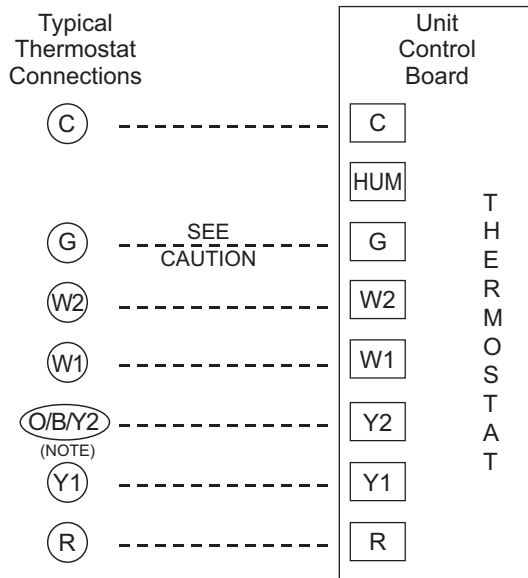 Typical
Thermostat
Connections
Unit
Control
Board
C
C
HUM
G
SEE
CAUTION
G
W2
W2
W1
W1
O/B/Y2
(NOTE)
Y2
Y1
Y1
R
R
THERMOSTAT